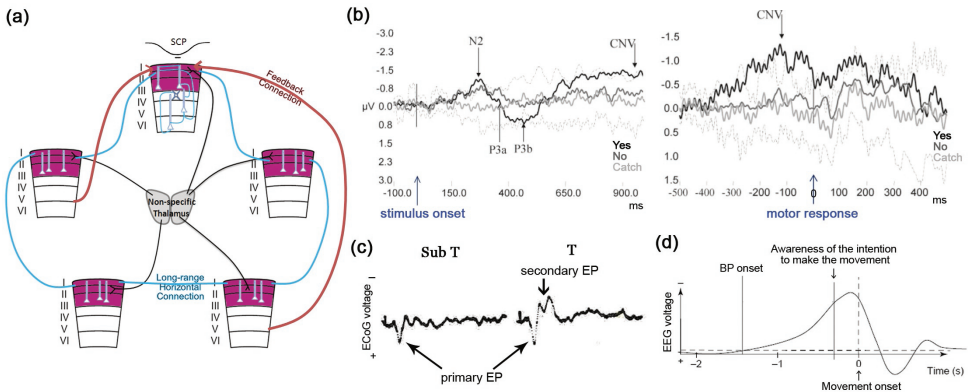 (a)
SCP
–
I
II
III
IV
V
VI
Feedback
Connection
I
II
III
IV
V
VI
I
II
III
IV
V
VI
Non-specific
Thalamus
Long-range
Horizontal
Connection
I
II
III
IV
V
VI
I
II
III
IV
V
VI
(b)
-3.0
-2.3
-1.5
-0.8
µV 0.0
0.8
1.5
2.3
3.0
N2
CNV
P3a
P3b
Yes
No
Catch
-100.0 150.0 400.0 650.0 900.0
ms
stimulus onset
CNV
-1.5
-1.0
-0.5
0.0
0.5
1.0
1.5
Yes
No
Catch
-500 -400 -300 -200 -100 0 100 200 300 400 ms
motor response
(c)
Sub T
T
secondary EP
–
ECoG voltage
+
primary EP
(d)
Awareness of the intention
to make the movement
BP onset
–
EEG voltage
+
–2 –1 0 Time (s)
Movement onset